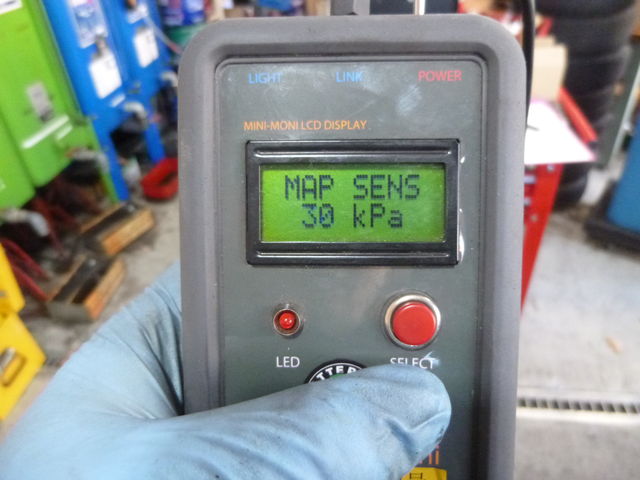 LIGHT LINK POWER
MINI-MONI LCD DISPLAY
MAP SENS
30 kPa
LED SELECT